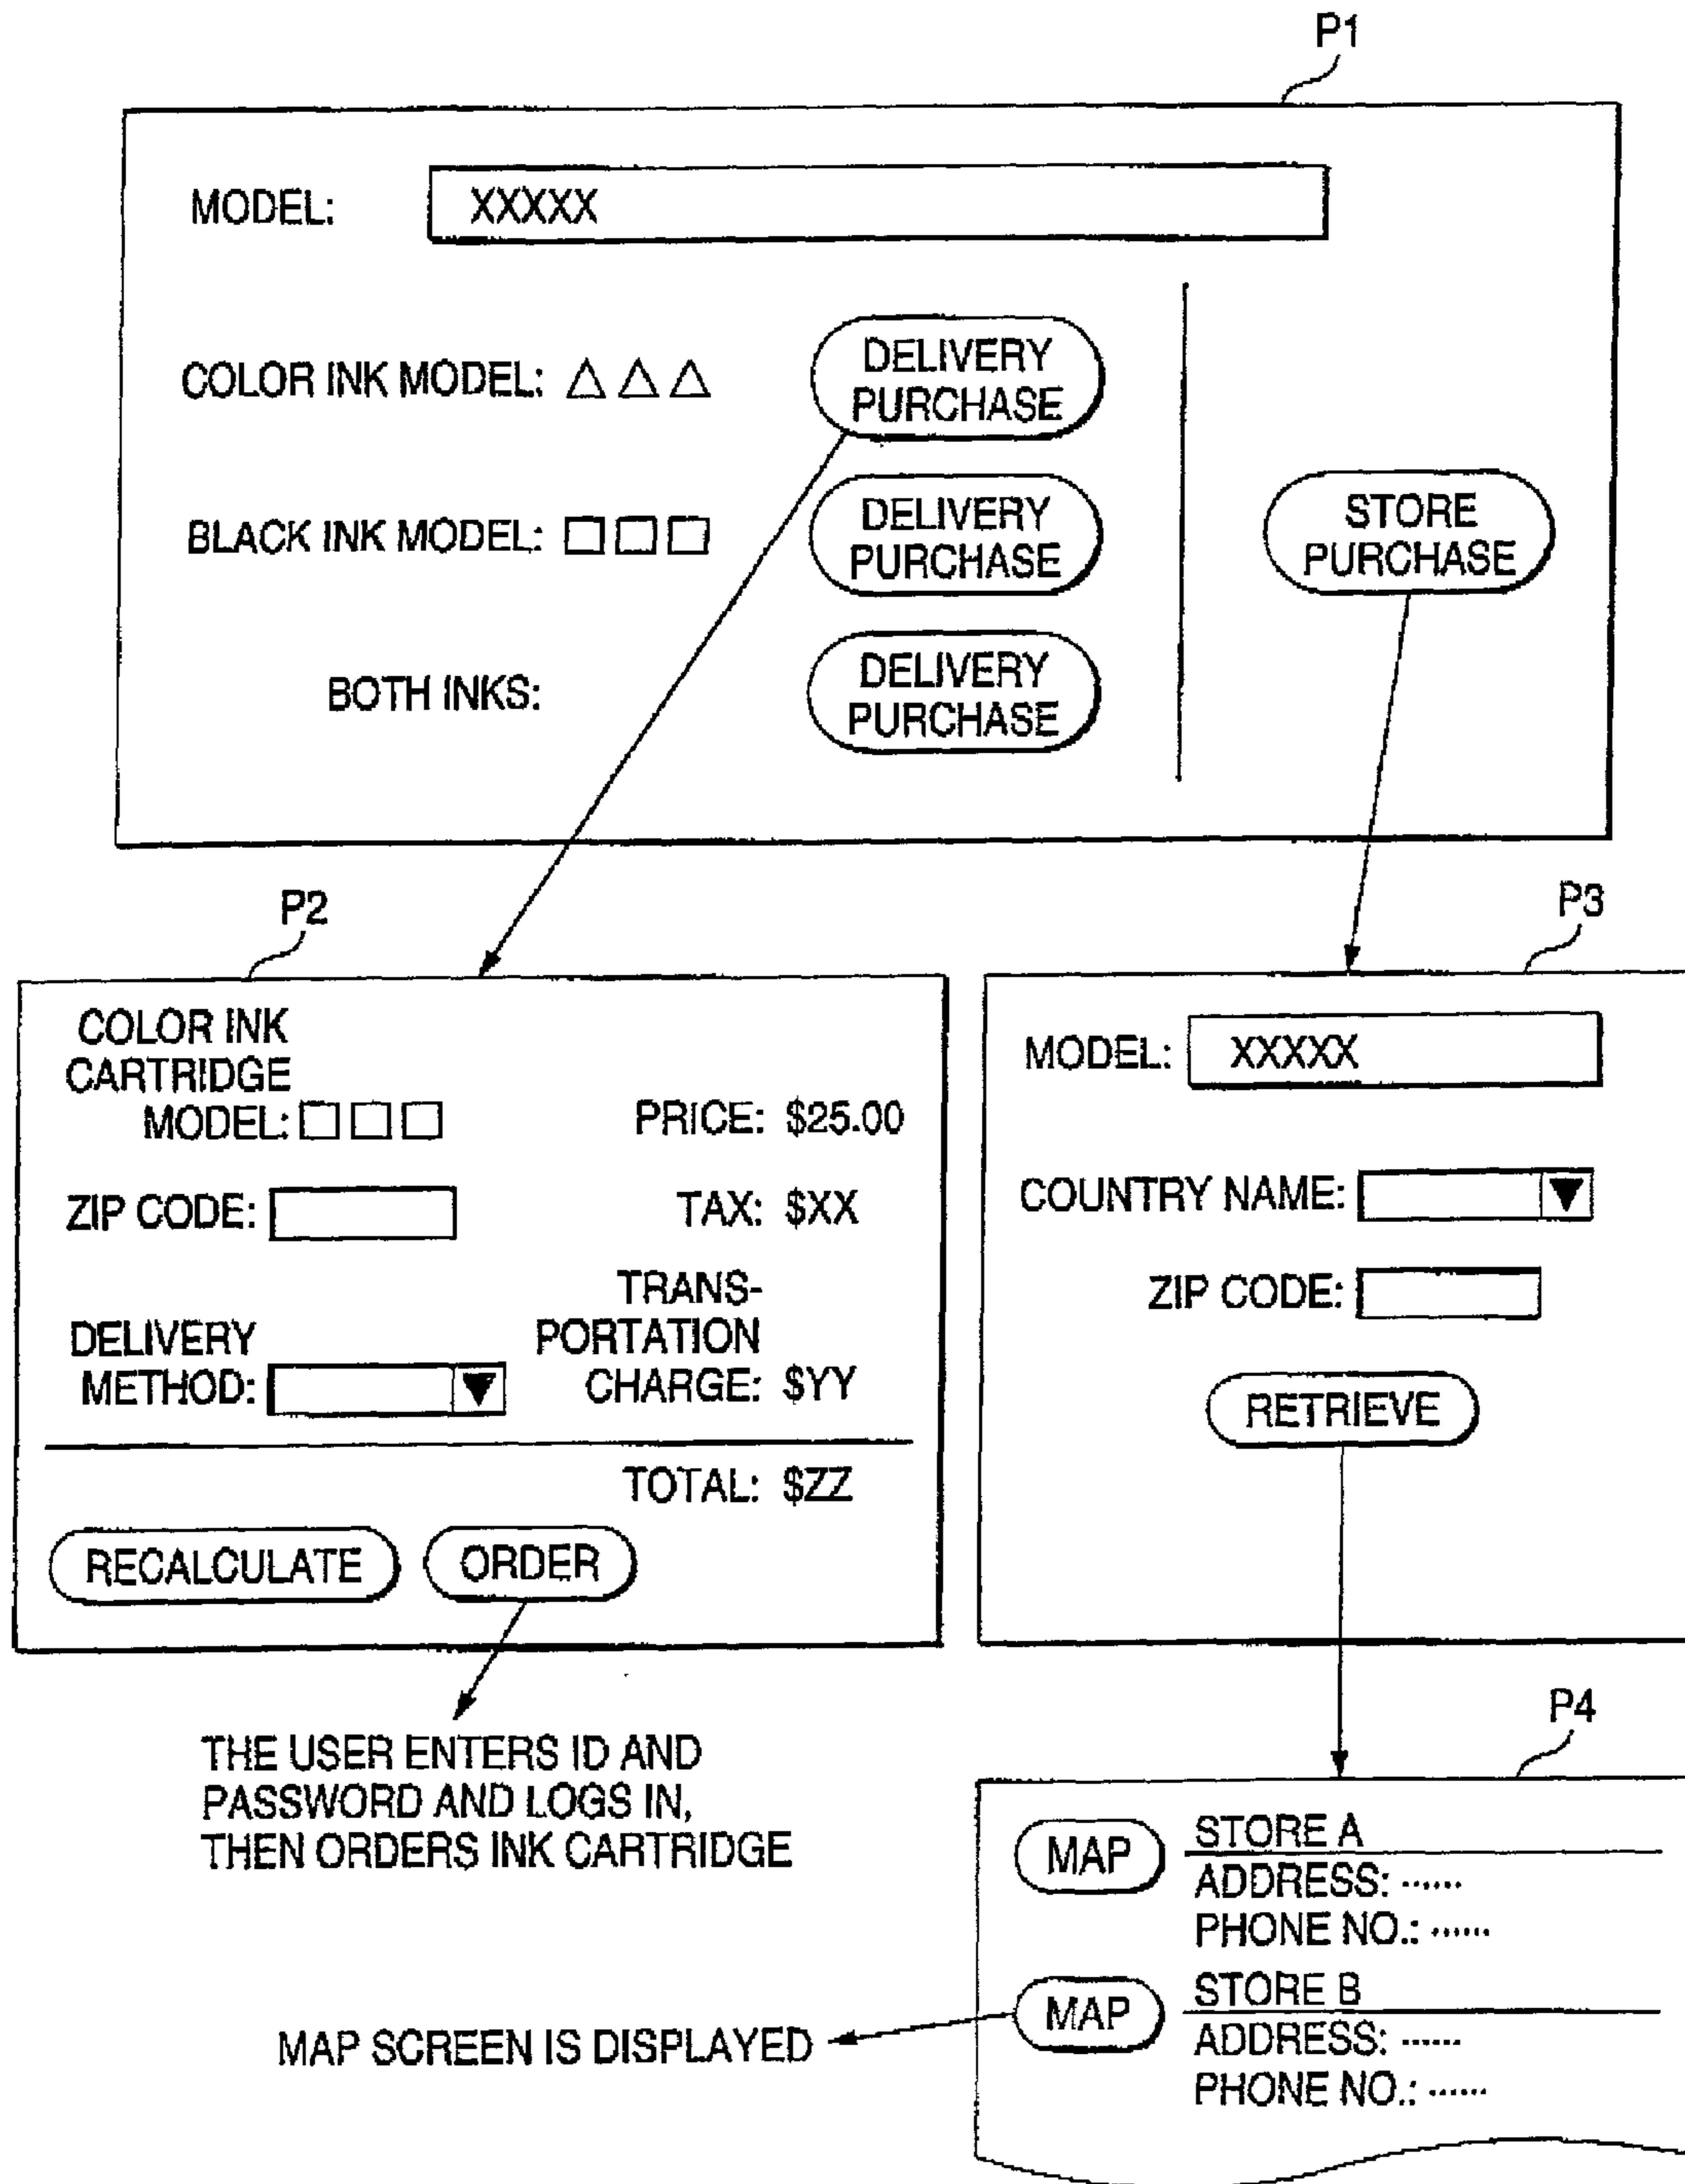 P1
MODEL: XXXXX
COLOR INK MODEL: △△△
DELIVERY
PURCHASE
BLACK INK MODEL: □□□
DELIVERY
PURCHASE
BOTH INKS:
DELIVERY
PURCHASE
STORE
PURCHASE
P2
COLOR INK
CARTRIDGE
MODEL: □□□
PRICE: $25.00
ZIP CODE:
TAX: $XX
DELIVERY
METHOD: ▼
TRANS-
PORTATION
CHARGE: $YY
TOTAL: $ZZ
RECALCULATE
ORDER
THE USER ENTERS ID AND
PASSWORD AND LOGS IN,
THEN ORDERS INK CARTRIDGE
P3
MODEL: XXXXX
COUNTRY NAME: ▼
ZIP CODE:
RETRIEVE
P4
MAP
STORE A
ADDRESS: ......
PHONE NO.: ......
MAP
STORE B
ADDRESS: ......
PHONE NO.: ......
MAP SCREEN IS DISPLAYED